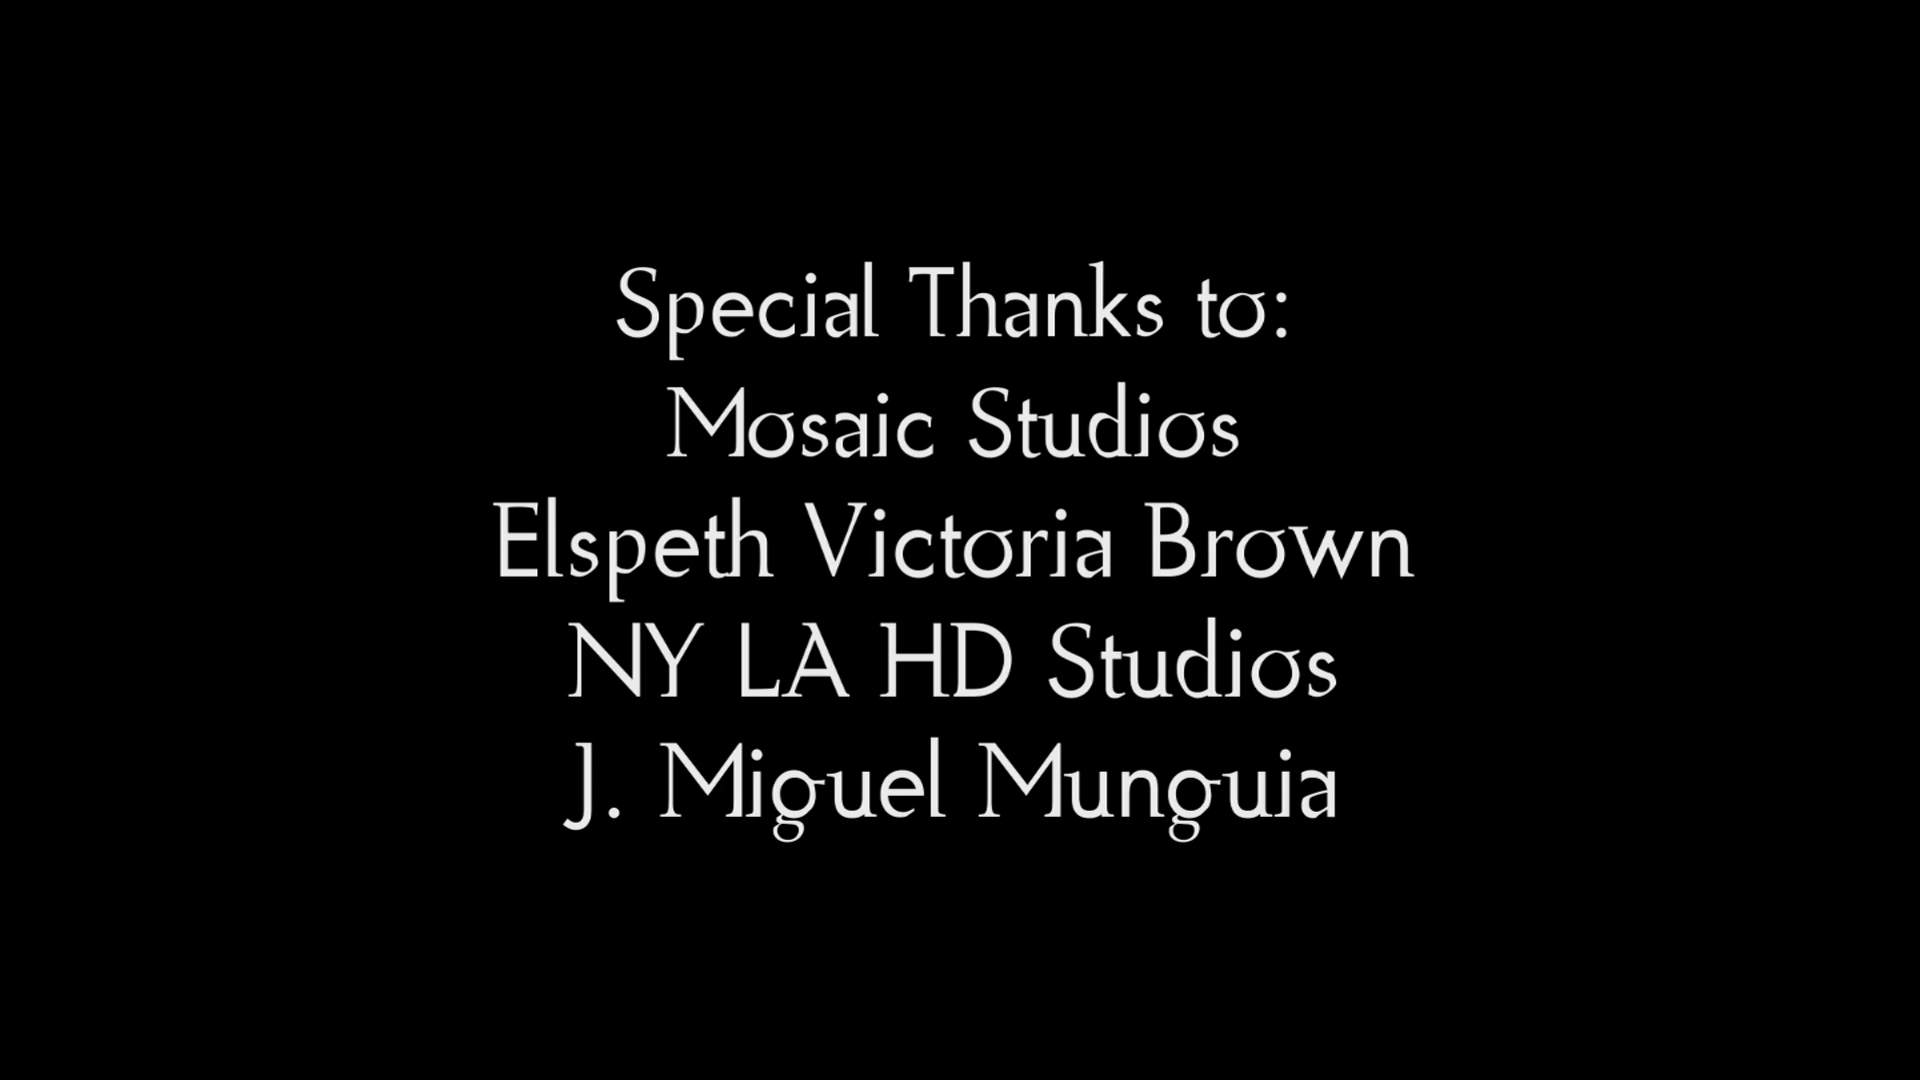 Special Thanks to:
Mosaic Studios
Elspeth Victoria Brown
NY LA HD Studios
J. Miguel Munguia